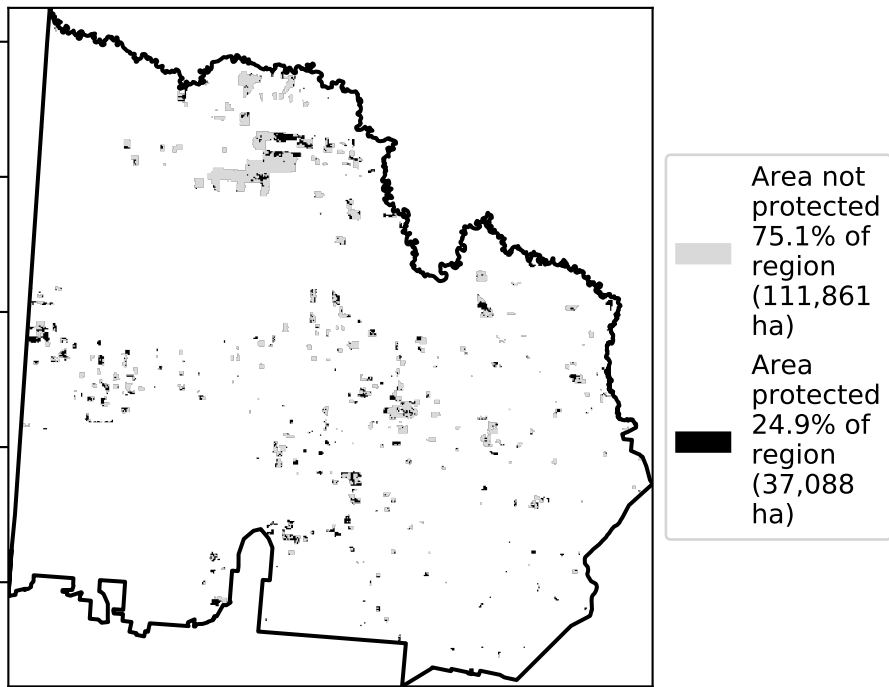 Area not
protected
75.1% of
region
(111,861
ha)
Area
protected
24.9% of
region
(37,088
ha)